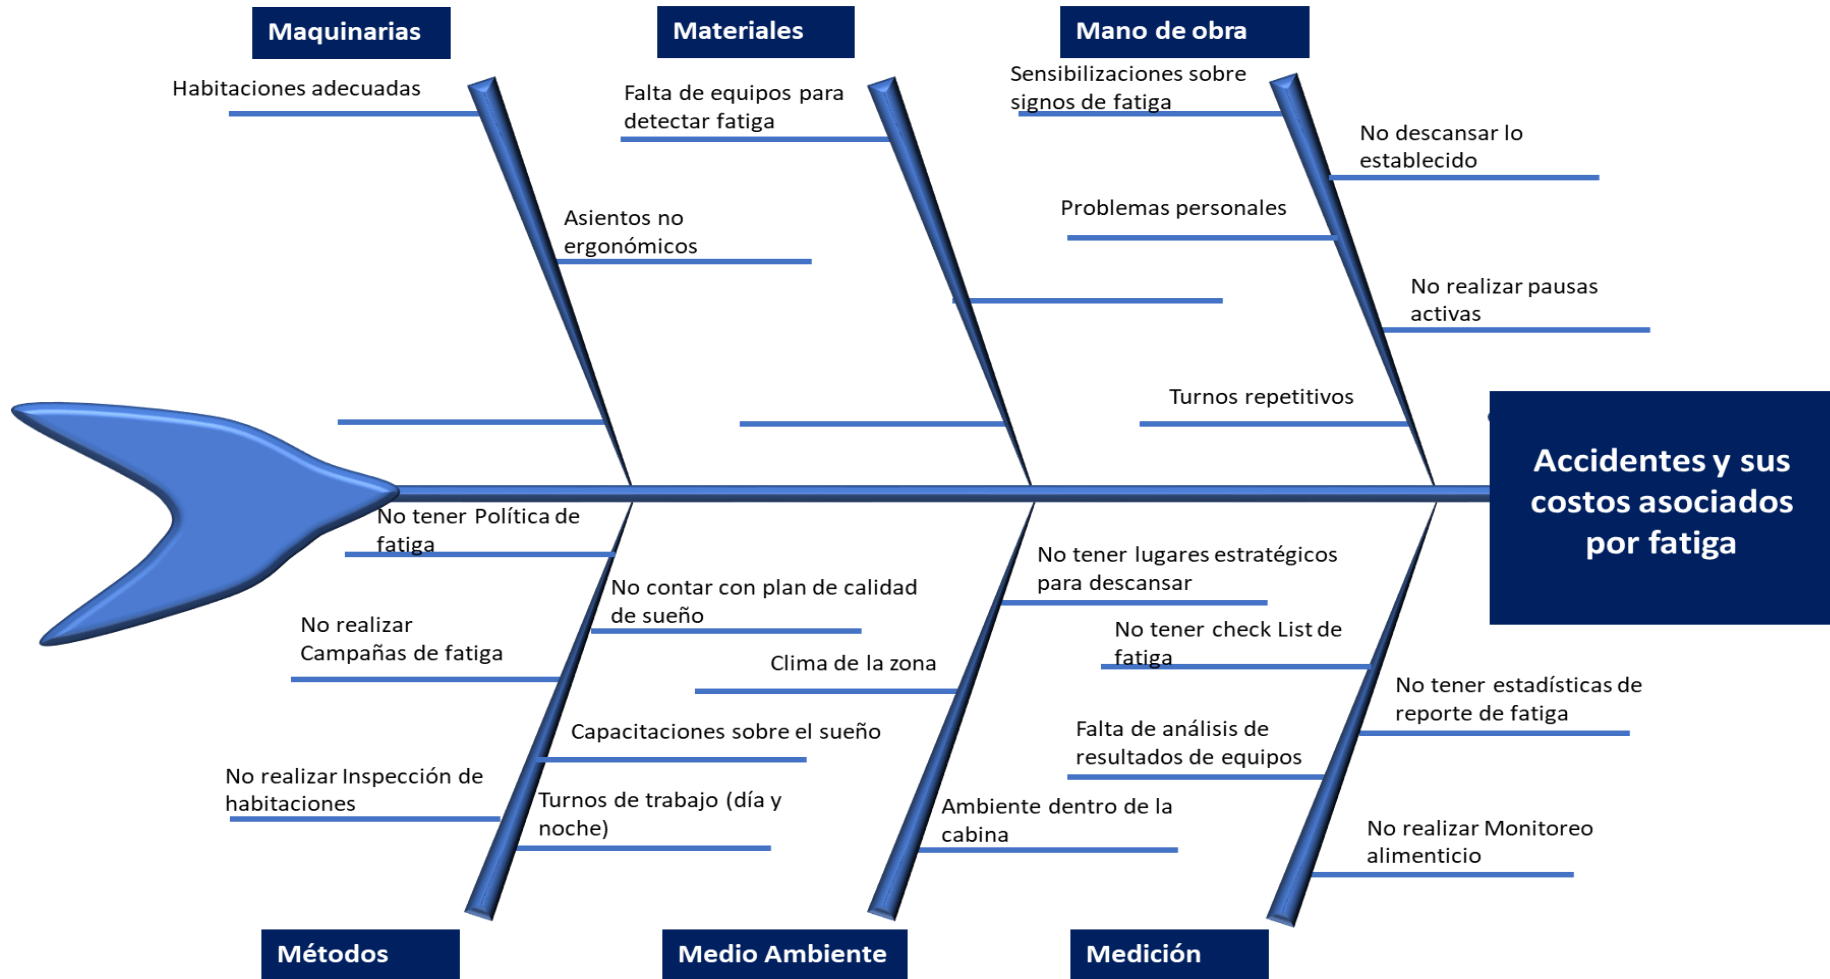 Maquinarias
Materiales
Mano de obra
Habitaciones adecuadas
Asientos no
ergonómicos
Falta de equipos para
detectar fatiga
Sensibilizaciones sobre
signos de fatiga
No descansar lo
establecido
Problemas personales
No realizar pausas
activas
Turnos repetitivos
Accidentes y sus
costos asociados
por fatiga
No tener Política de
fatiga
No contar con plan de calidad
de sueño
No realizar
Campañas de fatiga
Capacitaciones sobre el sueño
No realizar Inspección de
habitaciones
Turnos de trabajo (día y
noche)
No tener lugares estratégicos
para descansar
Clima de la zona
Ambiente dentro de la
cabina
No tener check List de
fatiga
No tener estadísticas de
reporte de fatiga
Falta de análisis de
resultados de equipos
No realizar Monitoreo
alimenticio
Métodos
Medio Ambiente
Medición